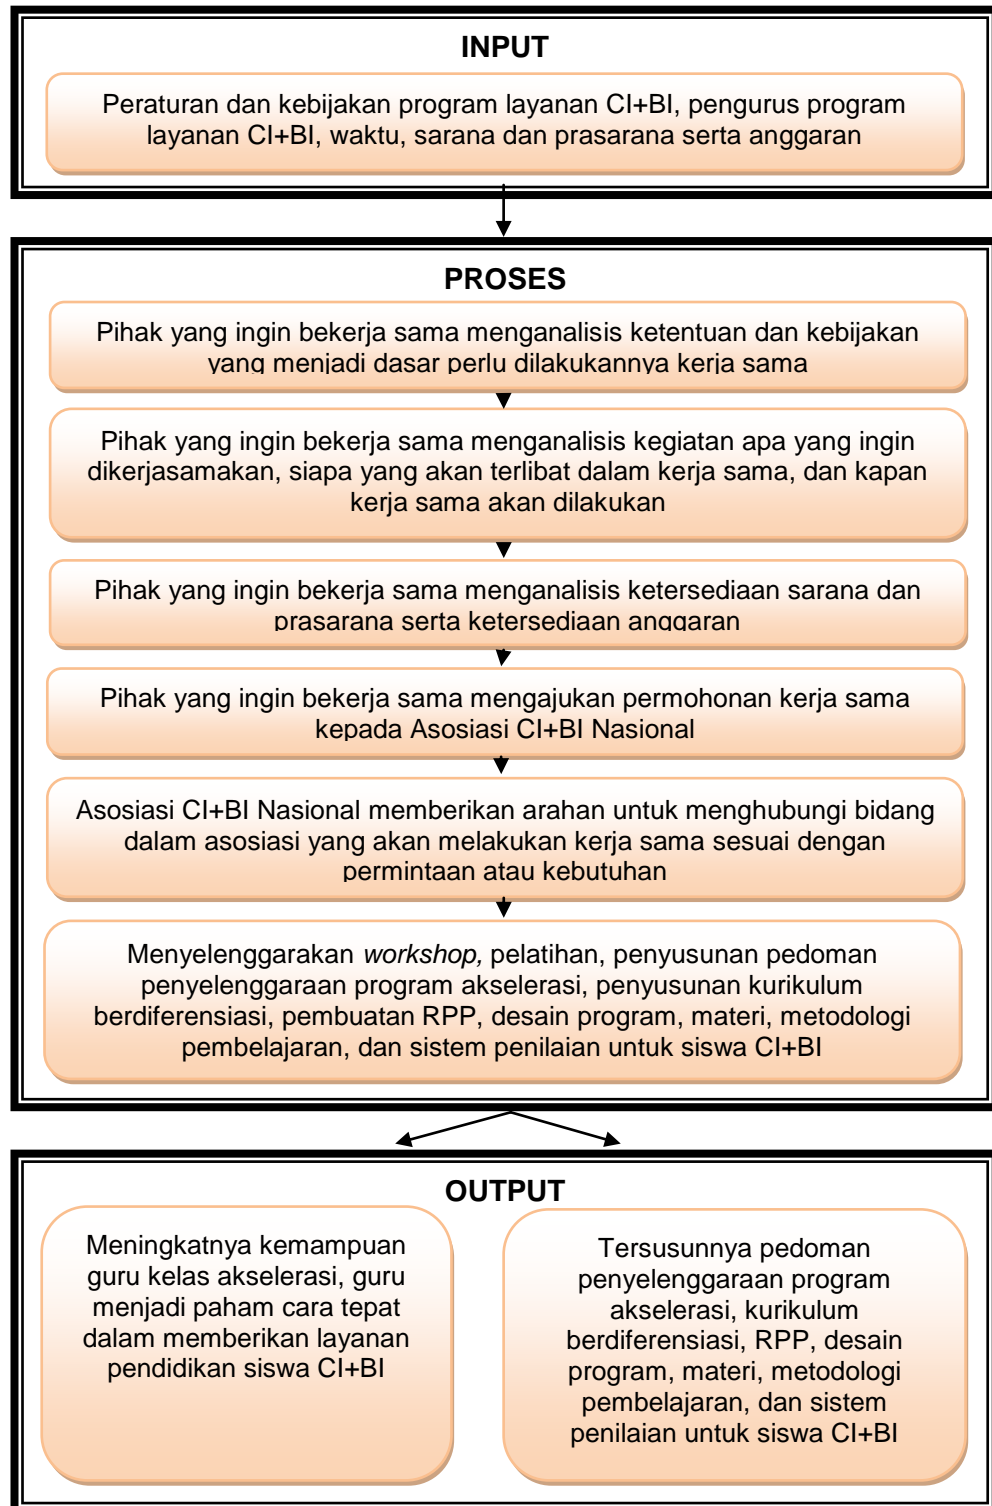 INPUT
Peraturan dan kebijakan program layanan CI+BI, pengurus program
layanan CI+BI, waktu, sarana dan prasarana serta anggaran
PROSES
Pihak yang ingin bekerja sama menganalisis ketentuan dan kebijakan
yang menjadi dasar perlu dilakukannya kerja sama
Pihak yang ingin bekerja sama menganalisis kegiatan apa yang ingin
dikerjasamakan, siapa yang akan terlibat dalam kerja sama, dan kapan
kerja sama akan dilakukan
Pihak yang ingin bekerja sama menganalisis ketersediaan sarana dan
prasarana serta ketersediaan anggaran
Pihak yang ingin bekerja sama mengajukan permohonan kerja sama
kepada Asosiasi CI+BI Nasional
Asosiasi CI+BI Nasional memberikan arahan untuk menghubungi bidang
dalam asosiasi yang akan melakukan kerja sama sesuai dengan
permintaan atau kebutuhan
Menyelenggarakan workshop, pelatihan, penyusunan pedoman
penyelenggaraan program akselerasi, penyusunan kurikulum
berdiferensiasi, pembuatan RPP, desain program, materi, metodologi
pembelajaran, dan sistem penilaian untuk siswa CI+BI
OUTPUT
Meningkatnya kemampuan
guru kelas akselerasi, guru
menjadi paham cara tepat
dalam memberikan layanan
pendidikan siswa CI+BI
Tersusunnya pedoman
penyelenggaraan program
akselerasi, kurikulum
berdiferensiasi, RPP, desain
program, materi, metodologi
pembelajaran, dan sistem
penilaian untuk siswa CI+BI